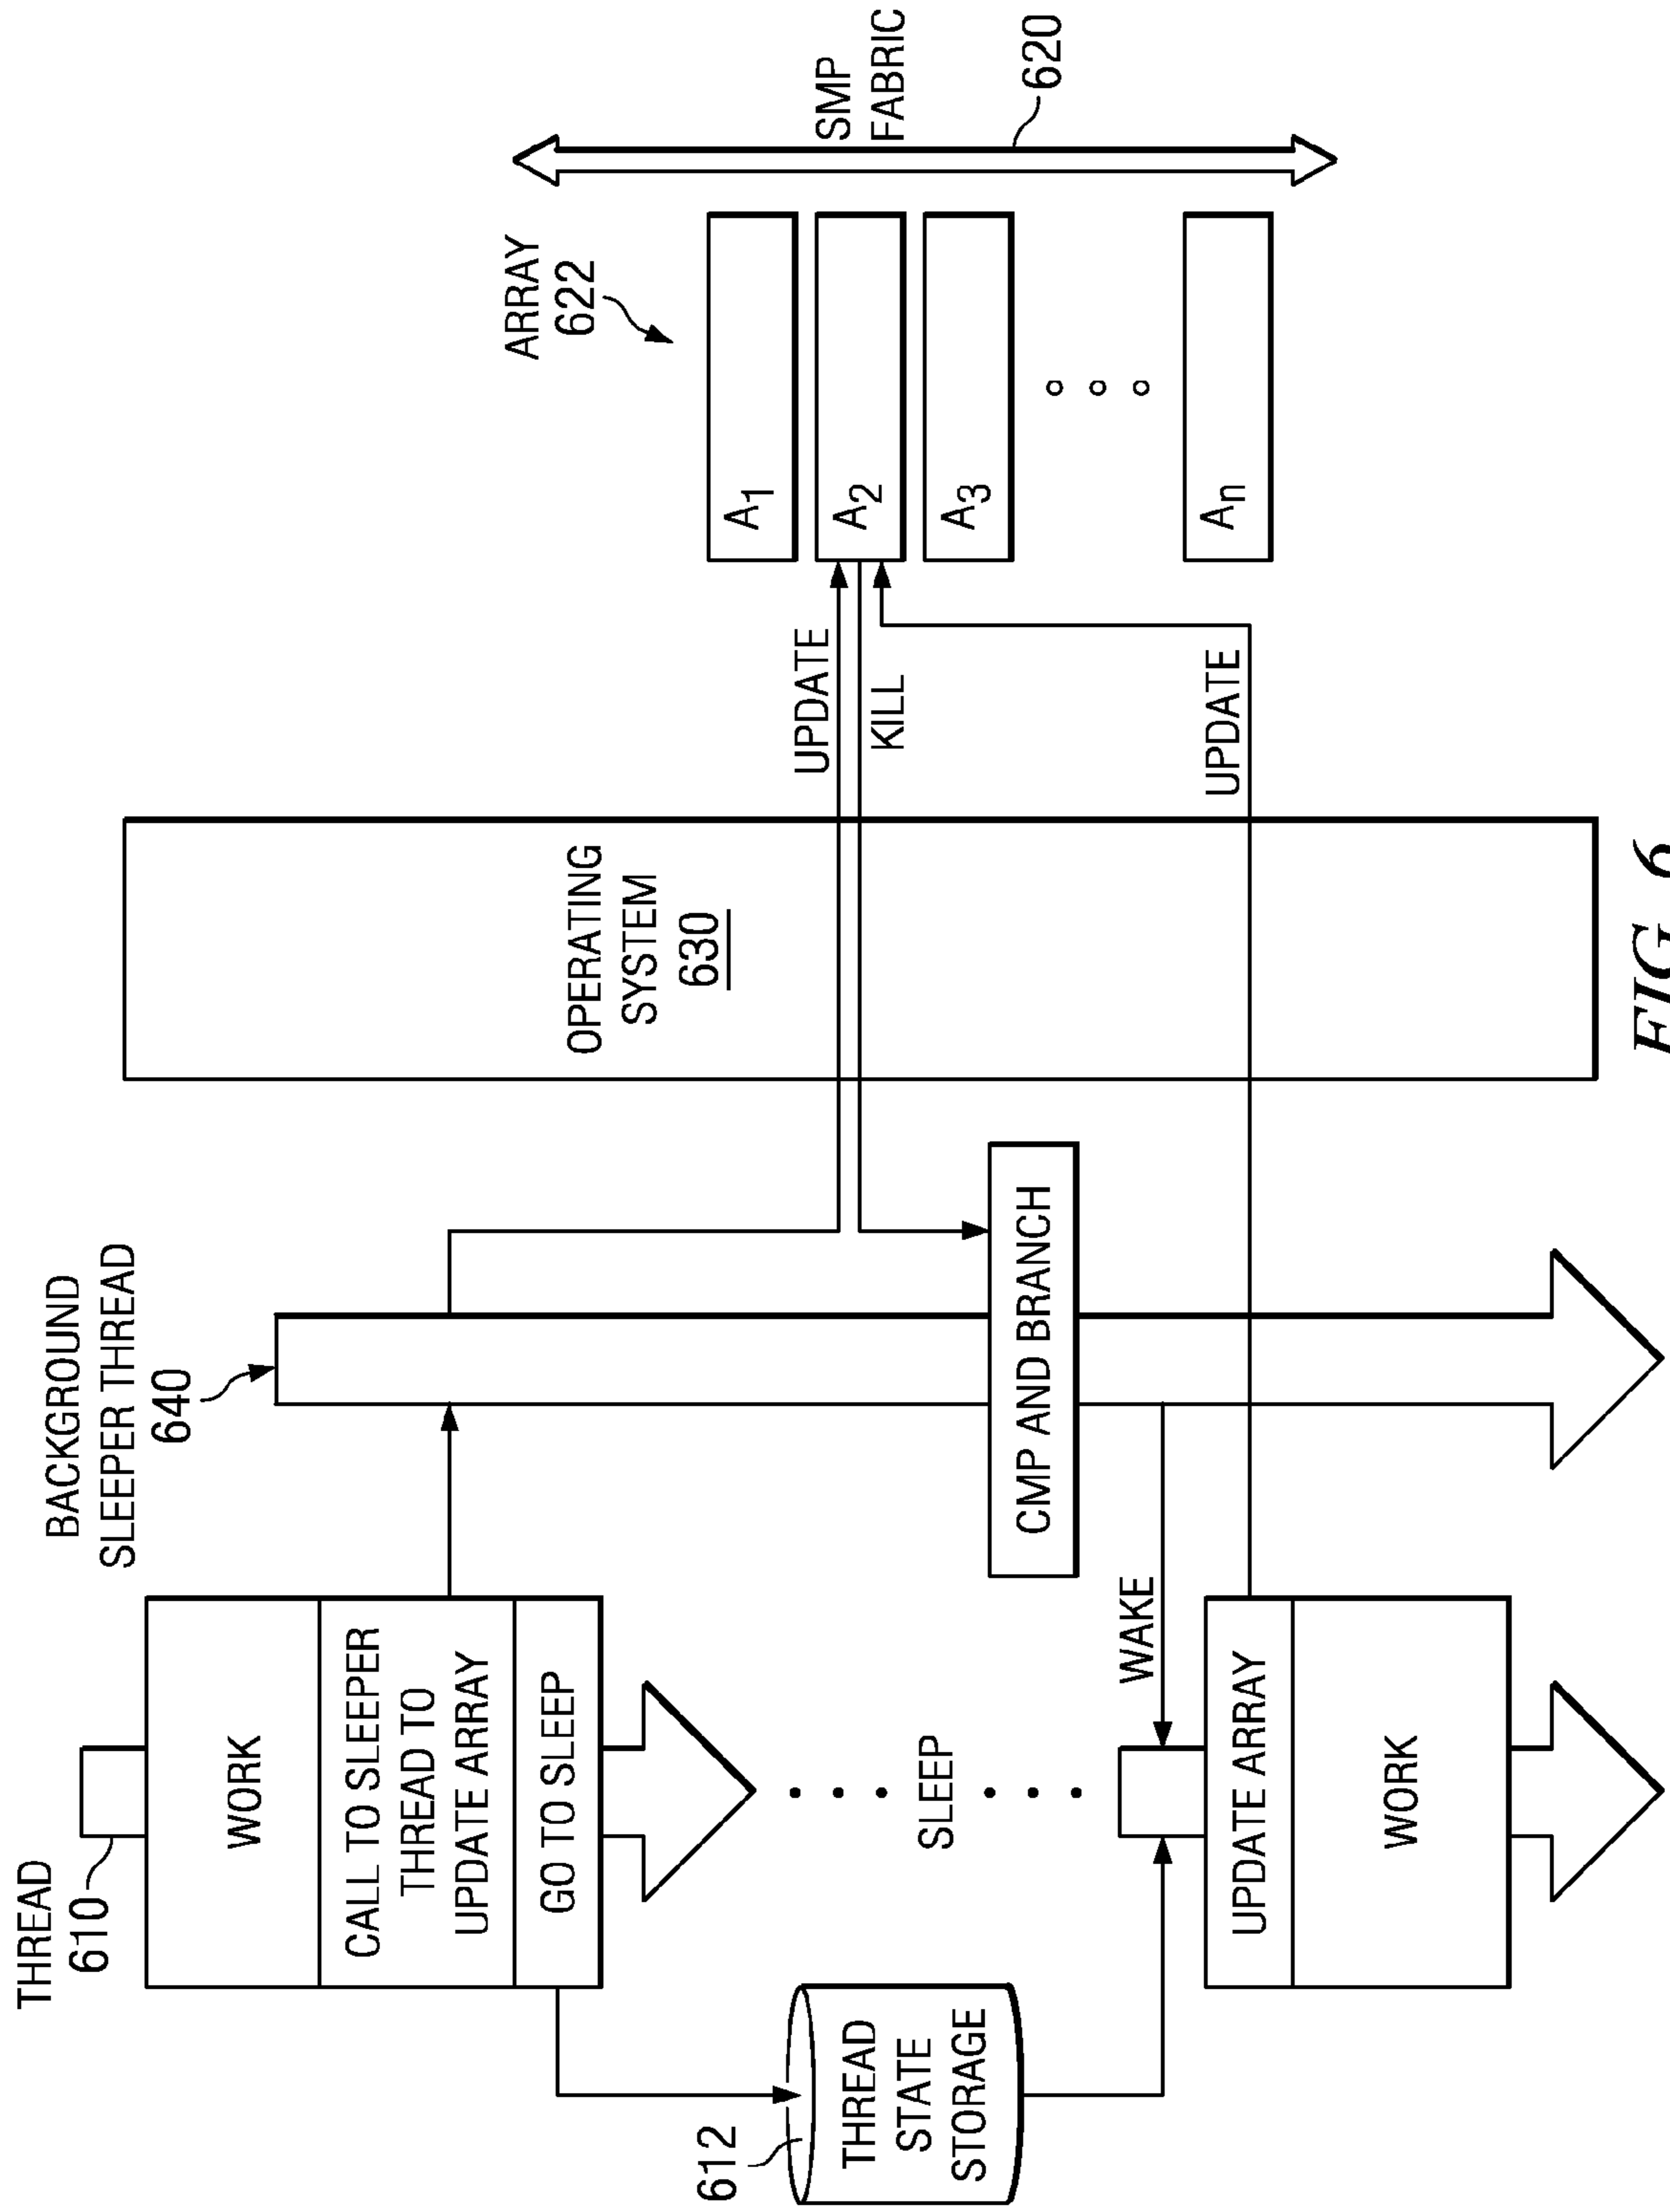 THREAD
610
WORK
CALL TO SLEEPER
THREAD TO
UPDATE ARRAY
GO TO SLEEP
612
THREAD
STATE
STORAGE
SLEEP
WAKE
UPDATE ARRAY
WORK
BACKGROUND
SLEEPER THREAD
640
CMP AND BRANCH
OPERATING
SYSTEM
630
UPDATE
KILL
UPDATE
ARRAY
622
A1
A2
A3
An
SMP
FABRIC
620
FIG. 6